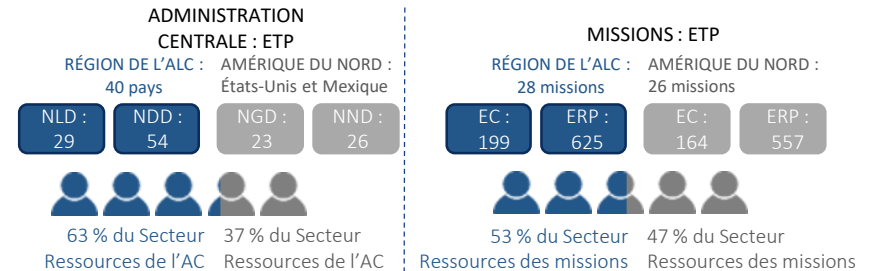 ADMINISTRATION
CENTRALE : ETP
RÉGION DE L'ALC :
40 pays
AMÉRIQUE DU NORD :
États-Unis et Mexique
NLD :
29
NDD :
54
NGD :
23
NND :
26
63 % du Secteur
Ressources de l'AC
37 % du Secteur
Ressources de l'AC
MISSIONS : ETP
RÉGION DE L'ALC :
28 missions
AMÉRIQUE DU NORD :
26 missions
EC :
199
ERP :
625
EC :
164
ERP :
557
53 % du Secteur
Ressources des missions
47 % du Secteur
Ressources des missions